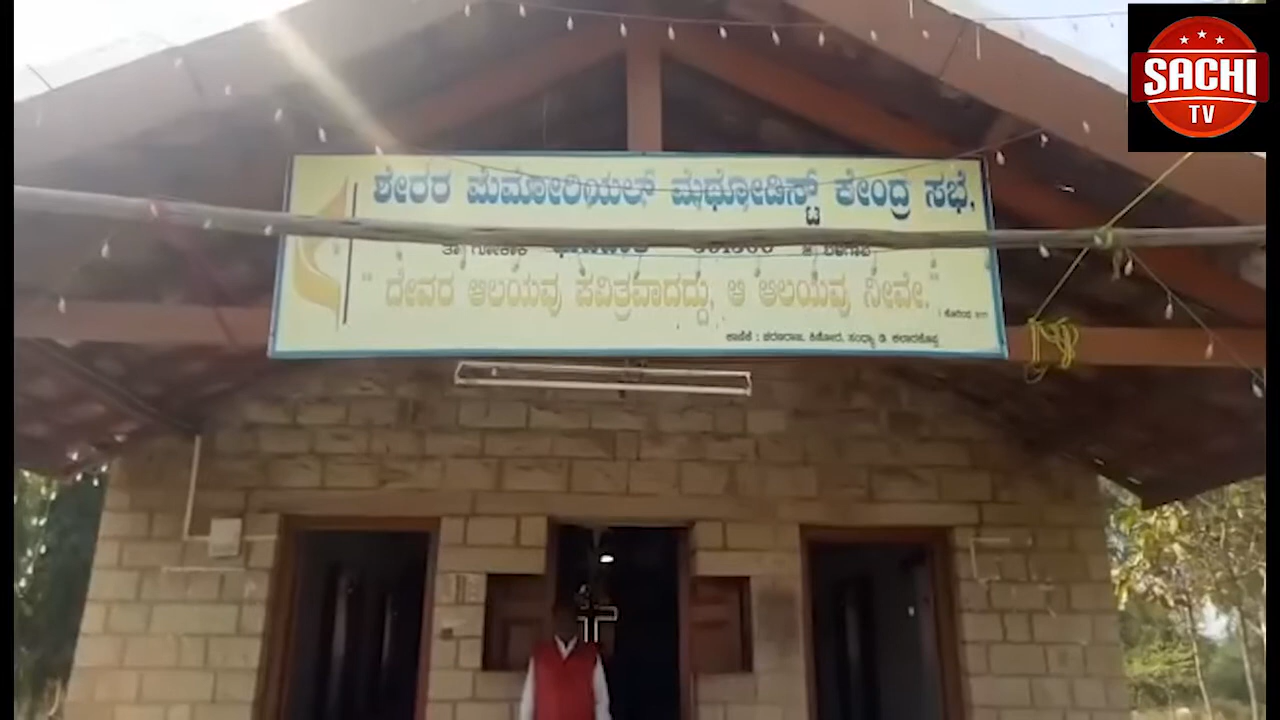 SACHI
TV
ಶೇರರ ಮೆಮೋರಿಯಲ್ ಮೆಥೋಡಿಸ್ಟ್ ಕೇಂದ್ರ ಸಭೆ,
ತಾ ಗೋಕಾಕ
" ದೇವರ ಆಲಯವು ಪವಿತ್ರವಾದದ್ದು, ಆ ಆಲಯವು ನೀವೇ."
ಕಾಣಿಕೆ : ಕಿಶೋರ, ಸಂಧ್ಯಾ ಡಿ.